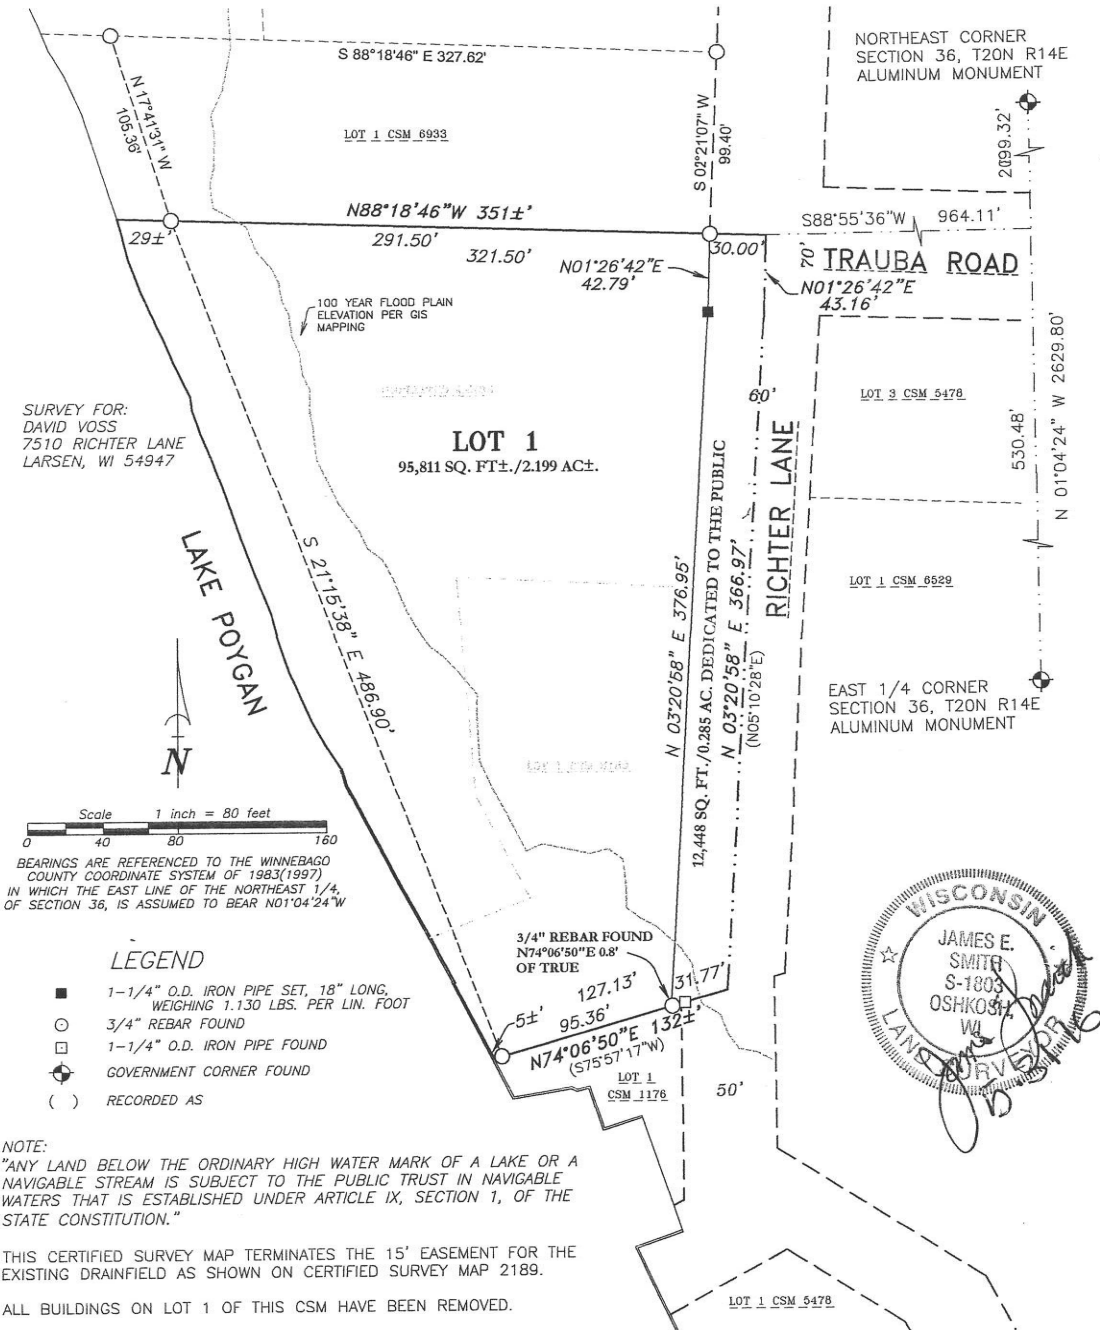 NORTHEAST CORNER
SECTION 36, T20N R14E
ALUMINUM MONUMENT
S 88°18'46" E 327.62'
N 17°41'31" W
105.36'
LOT 1 CSM 6933
S 02°21'07" W
99.40'
2099.32'
N88°18'46"W 351±'
29±'
291.50'
321.50'
30.00'
S88°55'36"W 964.11'
70'
TRAUBA ROAD
N01°26'42"E
42.79'
N01°26'42"E
43.16'
100 YEAR FLOOD PLAIN
ELEVATION PER GIS
MAPPING
60'
LOT 3 CSM 5478
SURVEY FOR:
DAVID VOSS
7510 RICHTER LANE
LARSEN, WI 54947
LOT 1
95,811 SQ. FT±./2.199 AC±.
530.48'
N 01°04'24" W 2629.80'
RICHTER LANE
LAKE POYGAN
S 21°15'38" E 486.90'
N 03°20'58" E 376.95'
12,448 SQ. FT./0.285 AC. DEDICATED TO THE PUBLIC
N 03°20'58" E 366.97'
(N05°10'28"E)
LOT 1 CSM 6529
EAST 1/4 CORNER
SECTION 36, T20N R14E
ALUMINUM MONUMENT
N
Scale 1 inch = 80 feet
0 40 80 160
BEARINGS ARE REFERENCED TO THE WINNEBAGO
COUNTY COORDINATE SYSTEM OF 1983(1997)
IN WHICH THE EAST LINE OF THE NORTHEAST 1/4,
OF SECTION 36, IS ASSUMED TO BEAR N01°04'24"W
3/4" REBAR FOUND
N74°06'50"E 0.8'
OF TRUE
LEGEND
1-1/4" O.D. IRON PIPE SET, 18" LONG,
WEIGHING 1.130 LBS. PER LIN. FOOT
3/4" REBAR FOUND
1-1/4" O.D. IRON PIPE FOUND
GOVERNMENT CORNER FOUND
( ) RECORDED AS
5±'
127.13'
31.77'
95.36'
N74°06'50"E 132±'
(S75°57'17"W)
LOT 1
CSM 1176
50'
WISCONSIN
JAMES E.
SMITH
S-1803
OSHKOSH,
WI
LAND SURVEYOR
NOTE:
"ANY LAND BELOW THE ORDINARY HIGH WATER MARK OF A LAKE OR A
NAVIGABLE STREAM IS SUBJECT TO THE PUBLIC TRUST IN NAVIGABLE
WATERS THAT IS ESTABLISHED UNDER ARTICLE IX, SECTION 1, OF THE
STATE CONSTITUTION."
THIS CERTIFIED SURVEY MAP TERMINATES THE 15' EASEMENT FOR THE
EXISTING DRAINFIELD AS SHOWN ON CERTIFIED SURVEY MAP 2189.
ALL BUILDINGS ON LOT 1 OF THIS CSM HAVE BEEN REMOVED.
LOT 1 CSM 5478